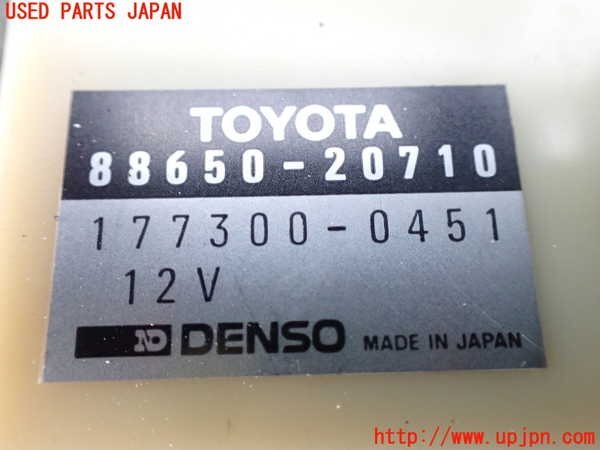 USED PARTS JAPAN
TOYOTA
88650-20710
177300-0451
12V
ND DENSO MADE IN JAPAN
http://www.upjpn.com/